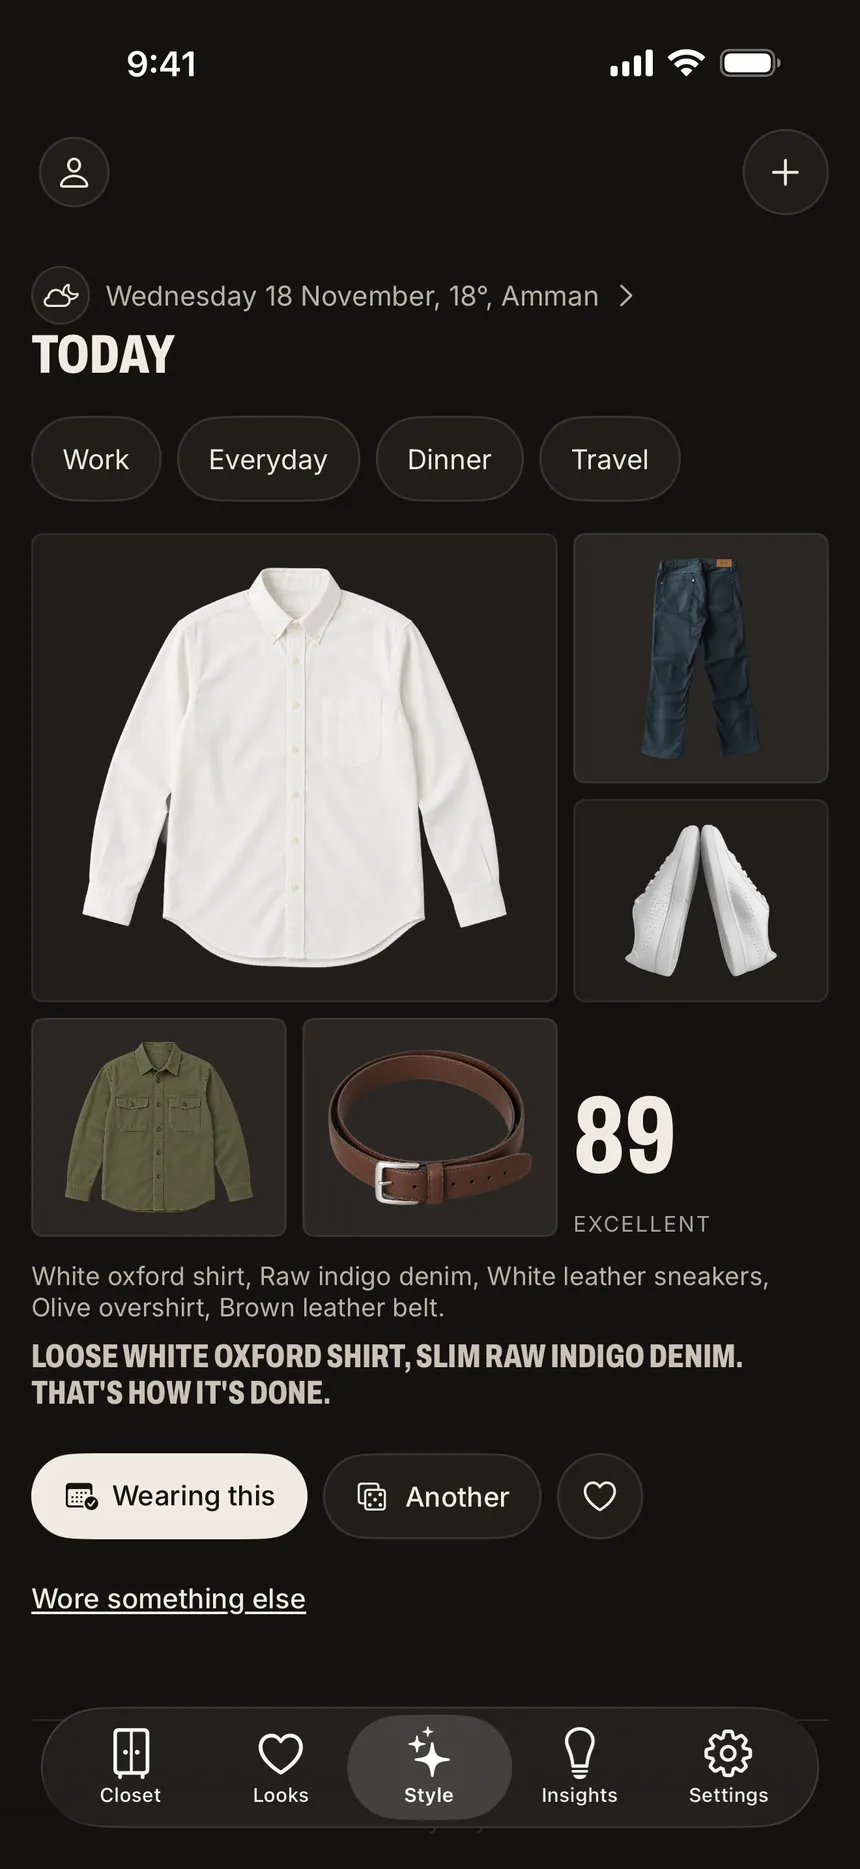 9:41
Wednesday 18 November, 18°, Amman
TODAY
Work
Everyday
Dinner
Travel
89
EXCELLENT
White oxford shirt, Raw indigo denim, White leather sneakers,
Olive overshirt, Brown leather belt.
LOOSE WHITE OXFORD SHIRT, SLIM RAW INDIGO DENIM.
THAT'S HOW IT'S DONE.
Wearing this
Another
Wore something else
Closet
Looks
Style
Insights
Settings